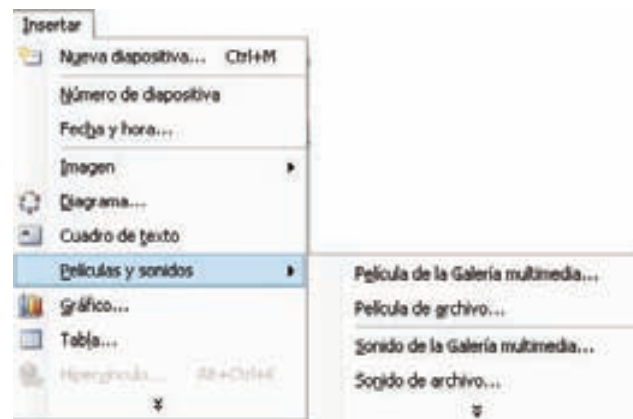 Insertar
Nueva diapositiva... Ctrl+M
Número de diapositiva
Fecha y hora...
Imagen
Diagrama...
Cuadro de texto
Películas y sonidos
Película de la Galería multimedia...
Película de archivo...
Gráfico...
Sonido de la Galería multimedia...
Tabla...
Sonido de archivo...
Hipervínculo...